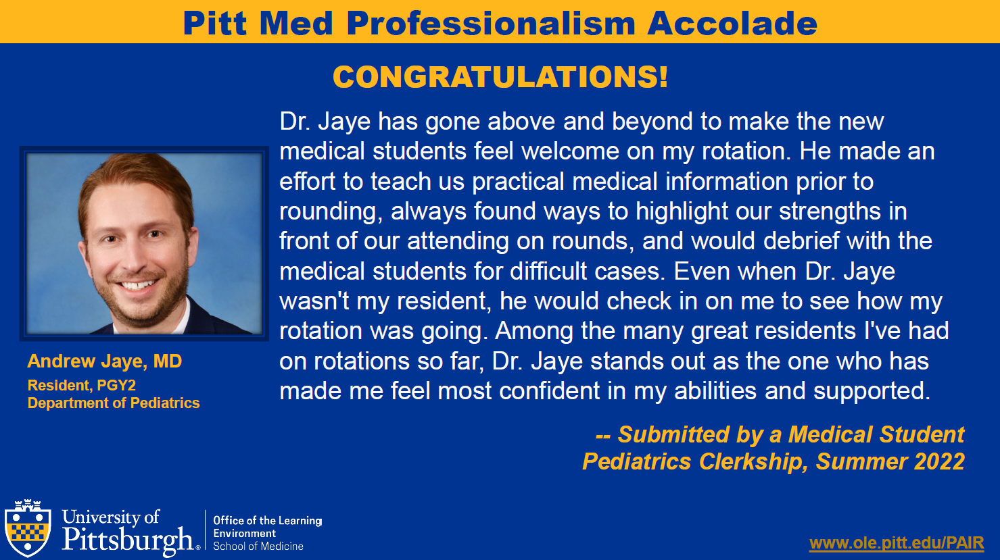 Pitt Med Professionalism Accolade
CONGRATULATIONS!
Dr. Jaye has gone above and beyond to make the new
medical students feel welcome on my rotation. He made an
effort to teach us practical medical information prior to
rounding, always found ways to highlight our strengths in
front of our attending on rounds, and would debrief with the
medical students for difficult cases. Even when Dr. Jaye
wasn't my resident, he would check in on me to see how my
rotation was going. Among the many great residents I've had
on rotations so far, Dr. Jaye stands out as the one who has
made me feel most confident in my abilities and supported.
-- Submitted by a Medical Student
Pediatrics Clerkship, Summer 2022
Andrew Jaye, MD
Resident, PGY2
Department of Pediatrics
University of
Pittsburgh®
Office of the Learning
Environment
School of Medicine
www.ole.pitt.edu/PAIR